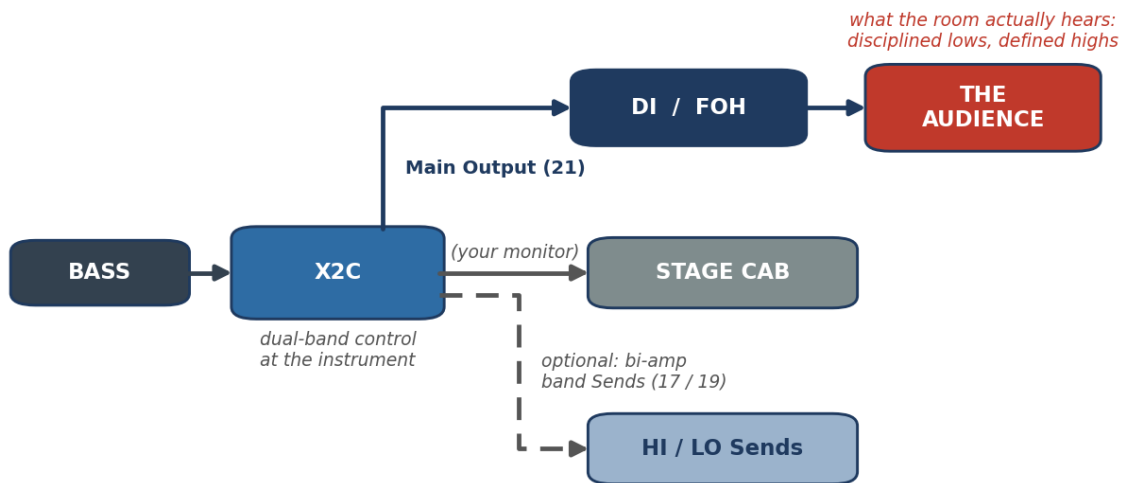 what the room actually hears:
disciplined lows, defined highs
DI / FOH
THE
AUDIENCE
Main Output (21)
BASS
X2C
(your monitor)
STAGE CAB
dual-band control
at the instrument
optional: bi-amp
band Sends (17 / 19)
HI / LO Sends